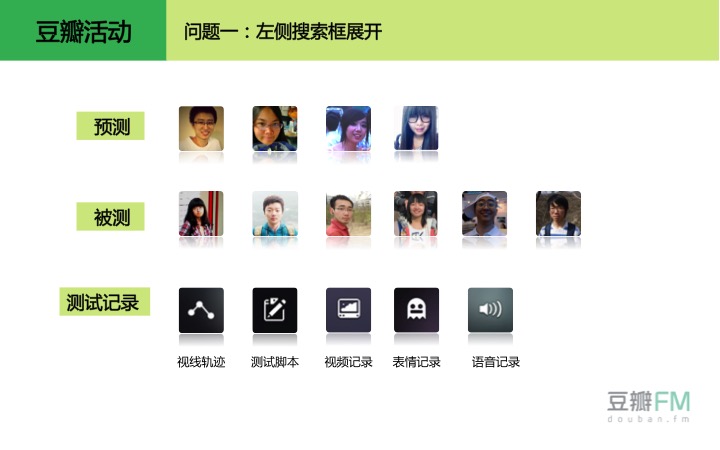 豆瓣活动
问题一：左侧搜索框展开
预测
被测
测试记录
视线轨迹 测试脚本 视频记录 表情记录 语音记录
豆瓣FM
douban.fm